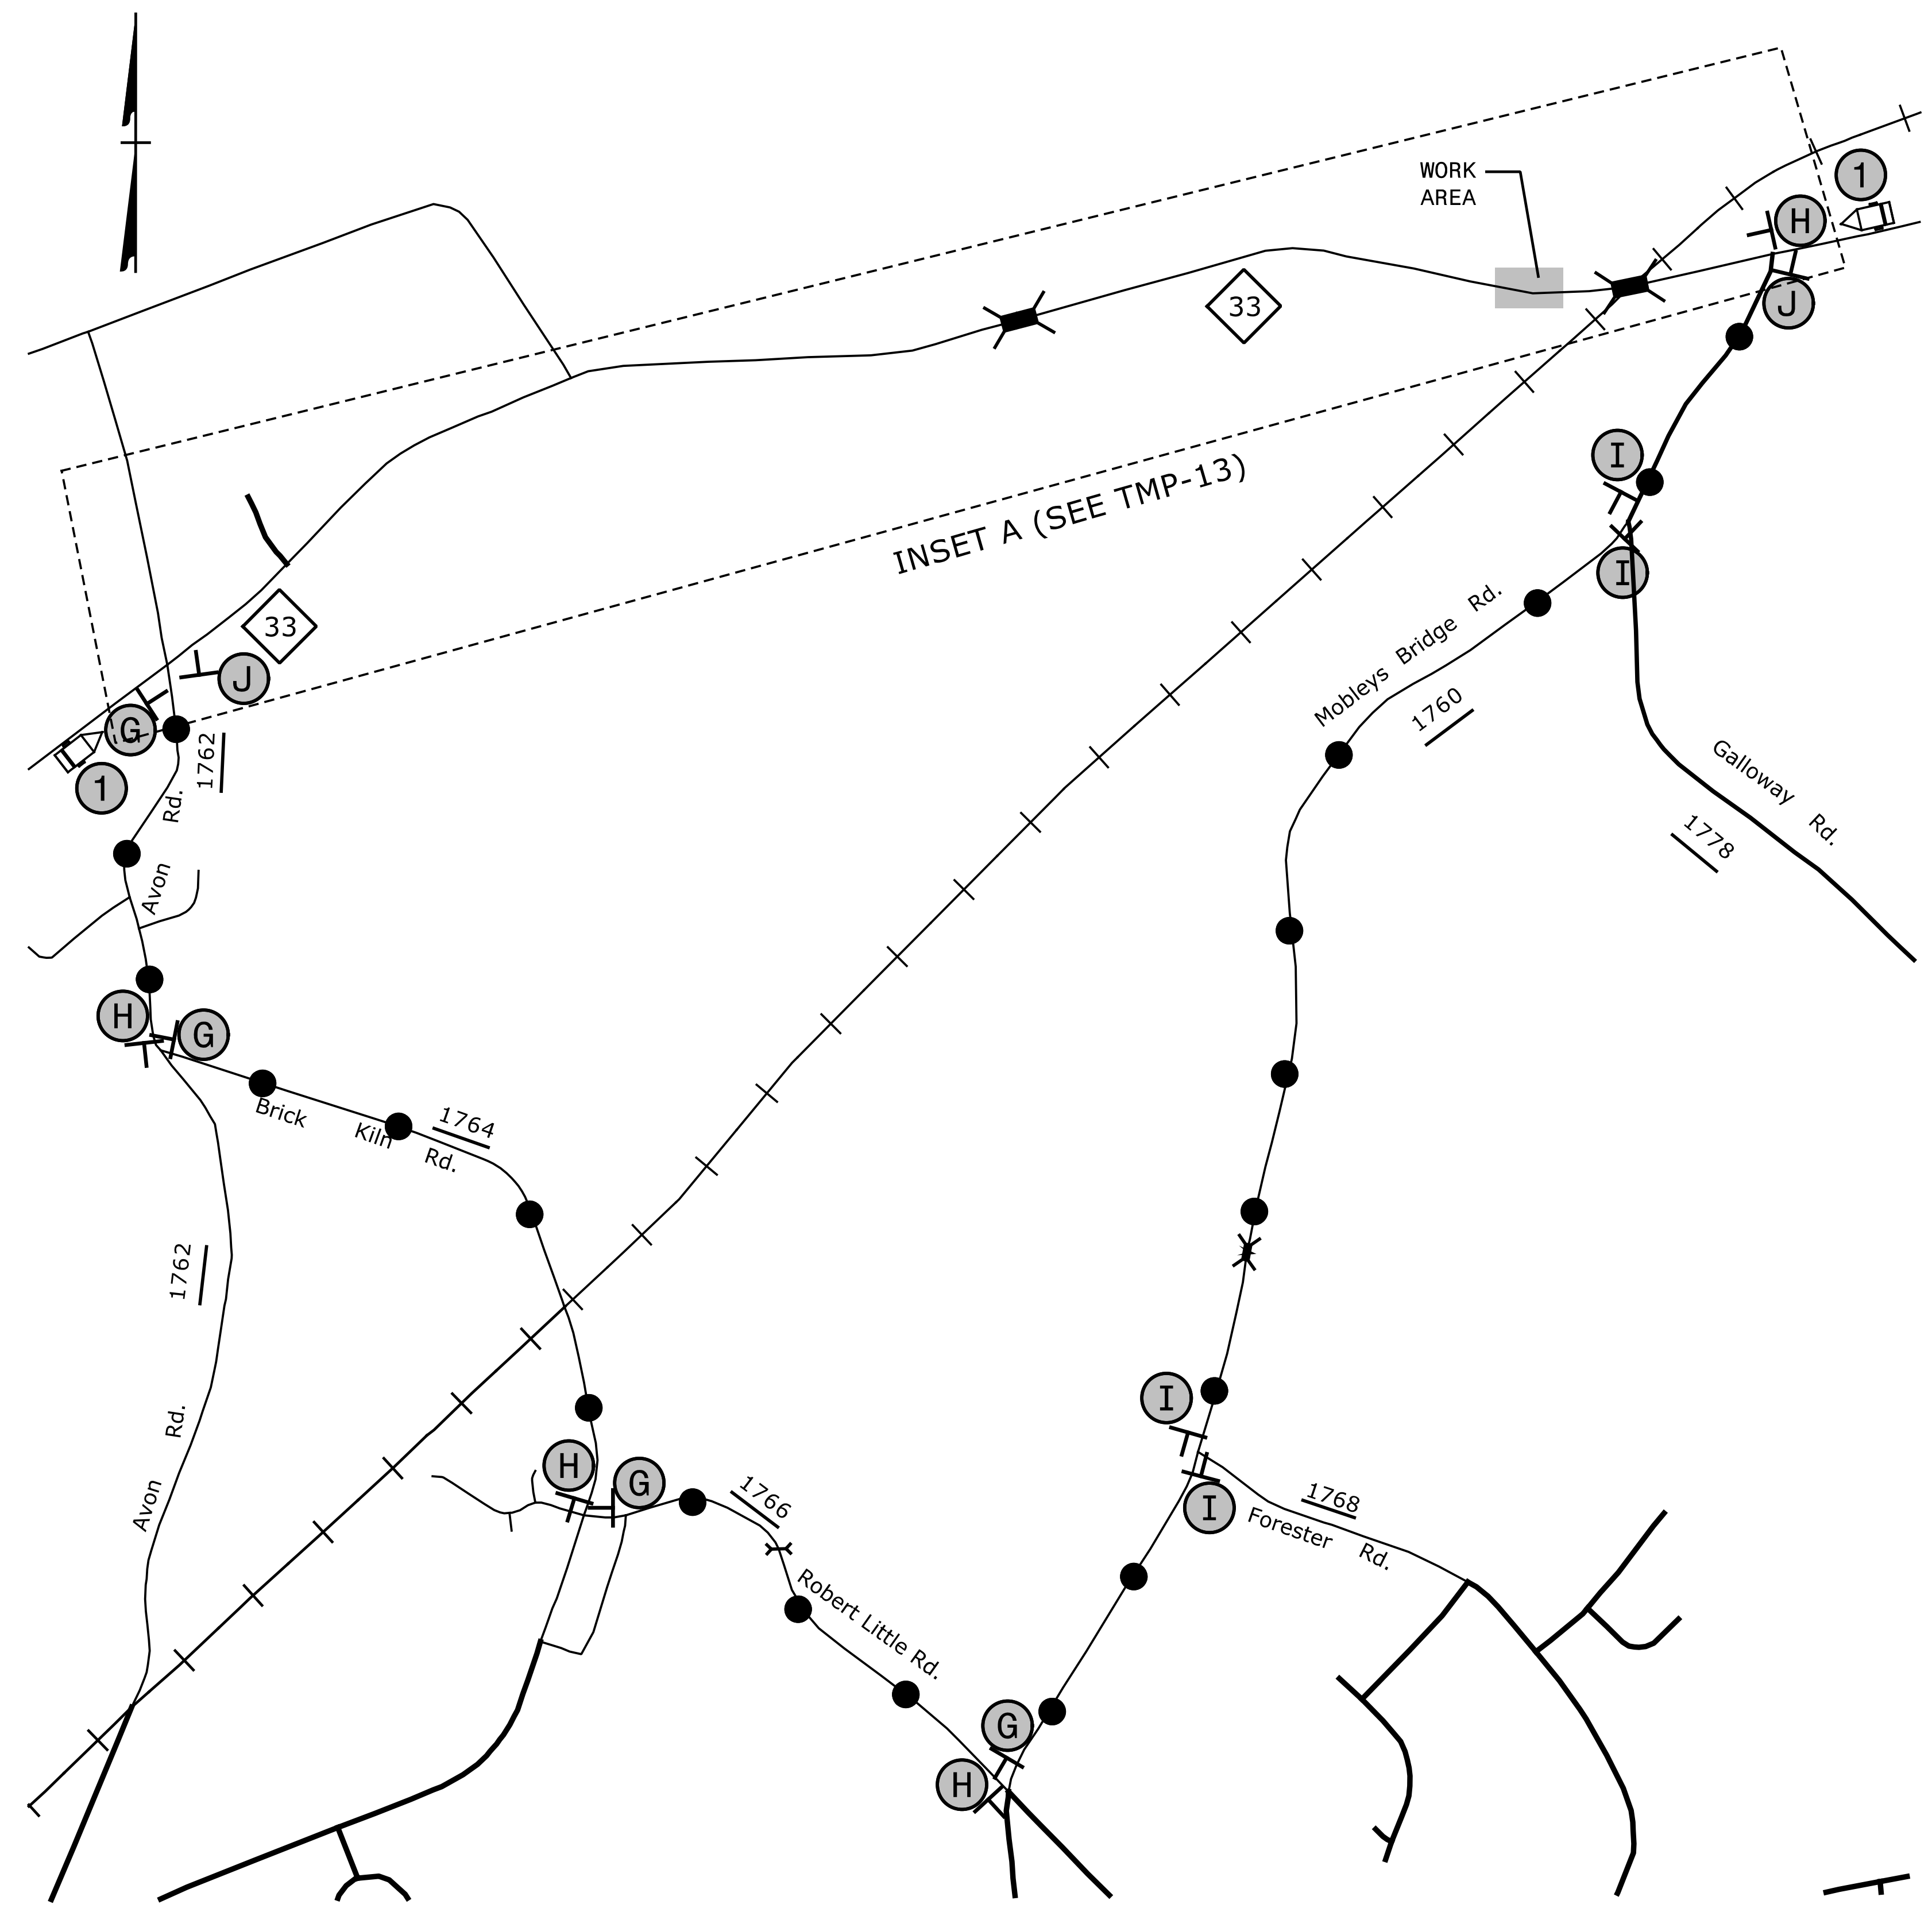 WORK
AREA
1
H
33
J
I
INSET A (SEE TMP-13)
I
33
Mobleys Bridge Rd.
J
1760
G
1762
1
Galloway Rd.
Rd.
1778
Avon
H
G
1764
Brick Kiln Rd.
1762
I
Rd.
H
G
1766
1768
Avon
I
Forester Rd.
Robert Little Rd.
G
H